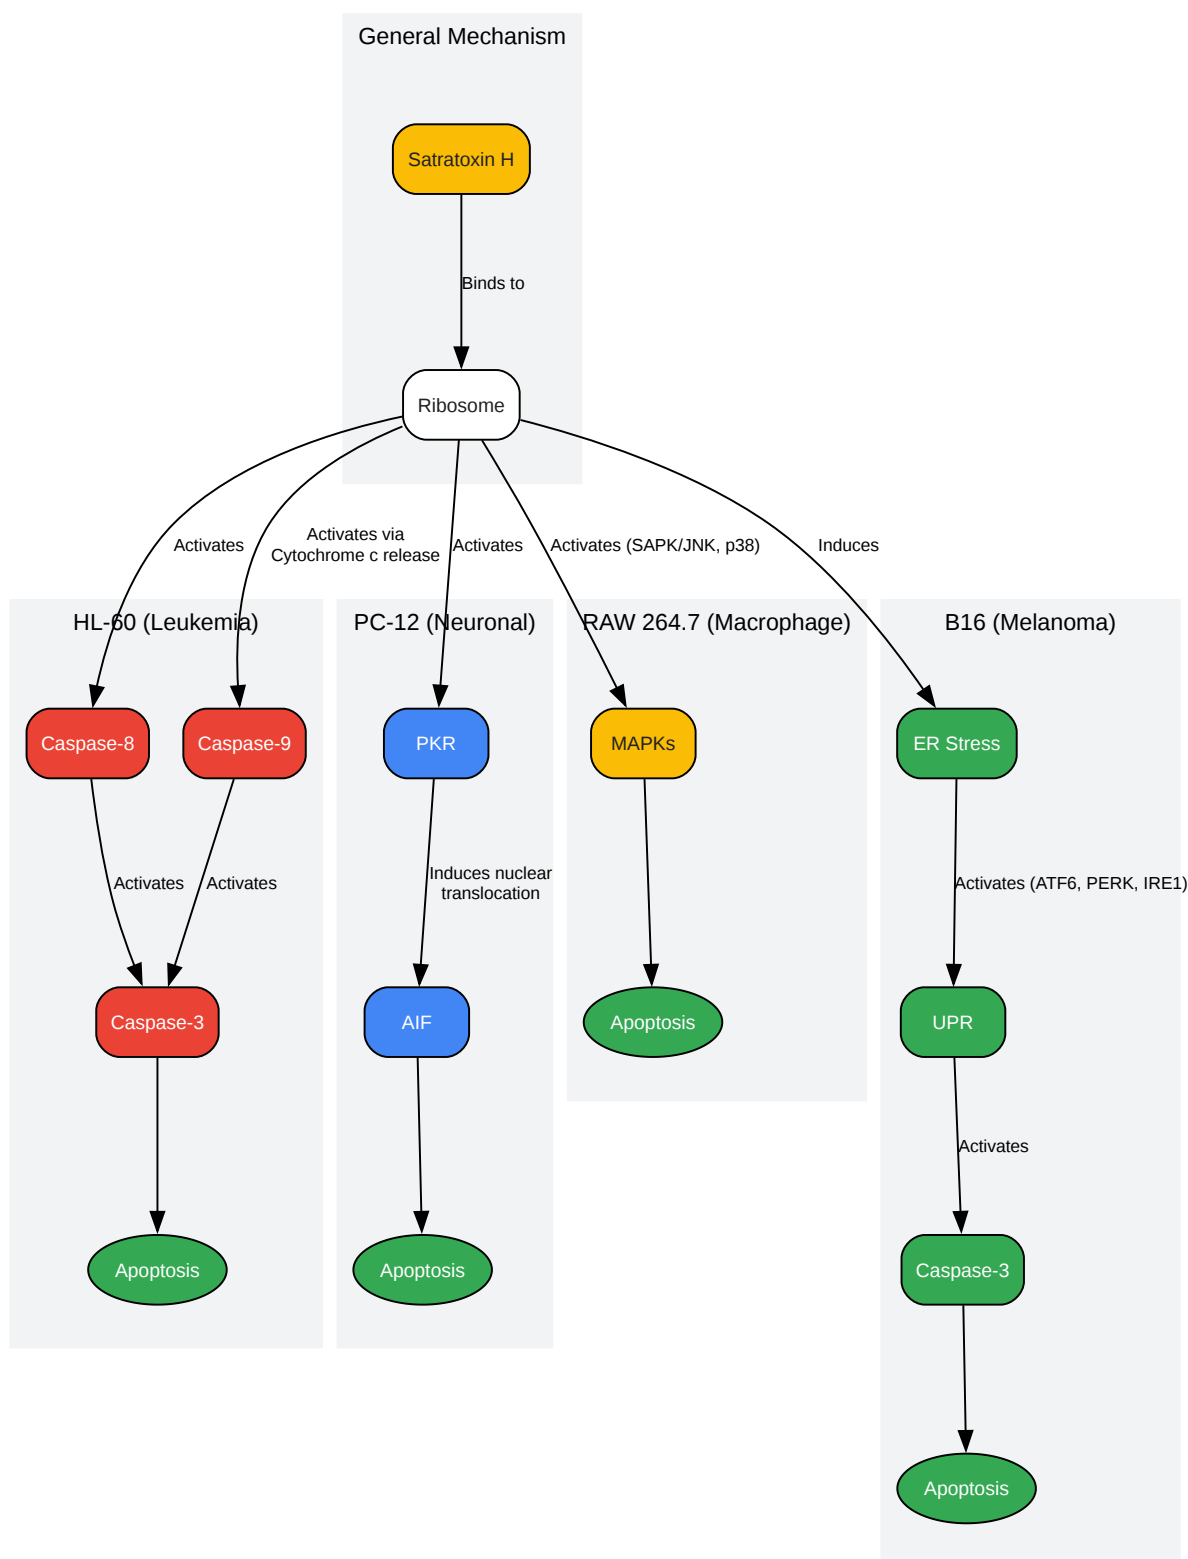 General Mechanism
Satratoxin H
Binds to
Ribosome
Activates
Activates via
Cytochrome c release
Activates
Activates (SAPK/JNK, p38)
Induces
HL-60 (Leukemia)
PC-12 (Neuronal)
RAW 264.7 (Macrophage)
B16 (Melanoma)
Caspase-8
Caspase-9
PKR
MAPKs
ER Stress
Activates
Activates
Induces nuclear
translocation
Activates (ATF6, PERK, IRE1)
Caspase-3
AIF
Apoptosis
UPR
Activates
Apoptosis
Apoptosis
Caspase-3
Apoptosis